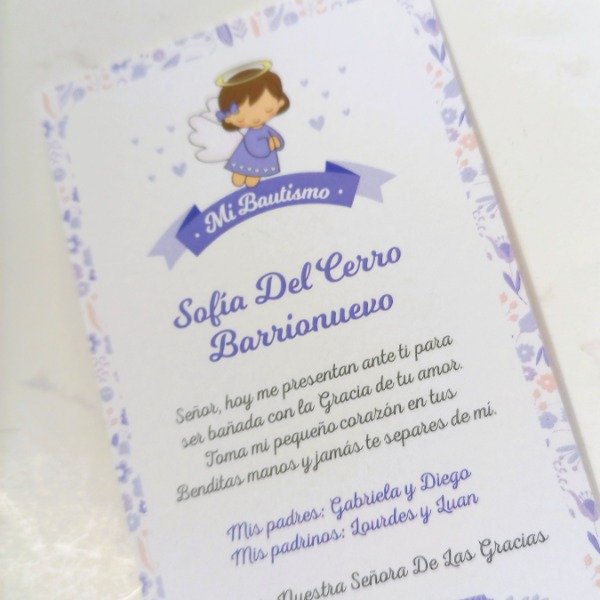 · Mi Bautismo ·
Sofía Del Cerro
Barrionuevo
Señor, hoy me presentan ante ti para
ser bañada con la Gracia de tu amor.
Toma mi pequeño corazón en tus
Benditas manos y jamás te separes de mí.
Mis padres: Gabriela y Diego
Mis padrinos: Lourdes y Juan
Nuestra Señora De Las Gracias